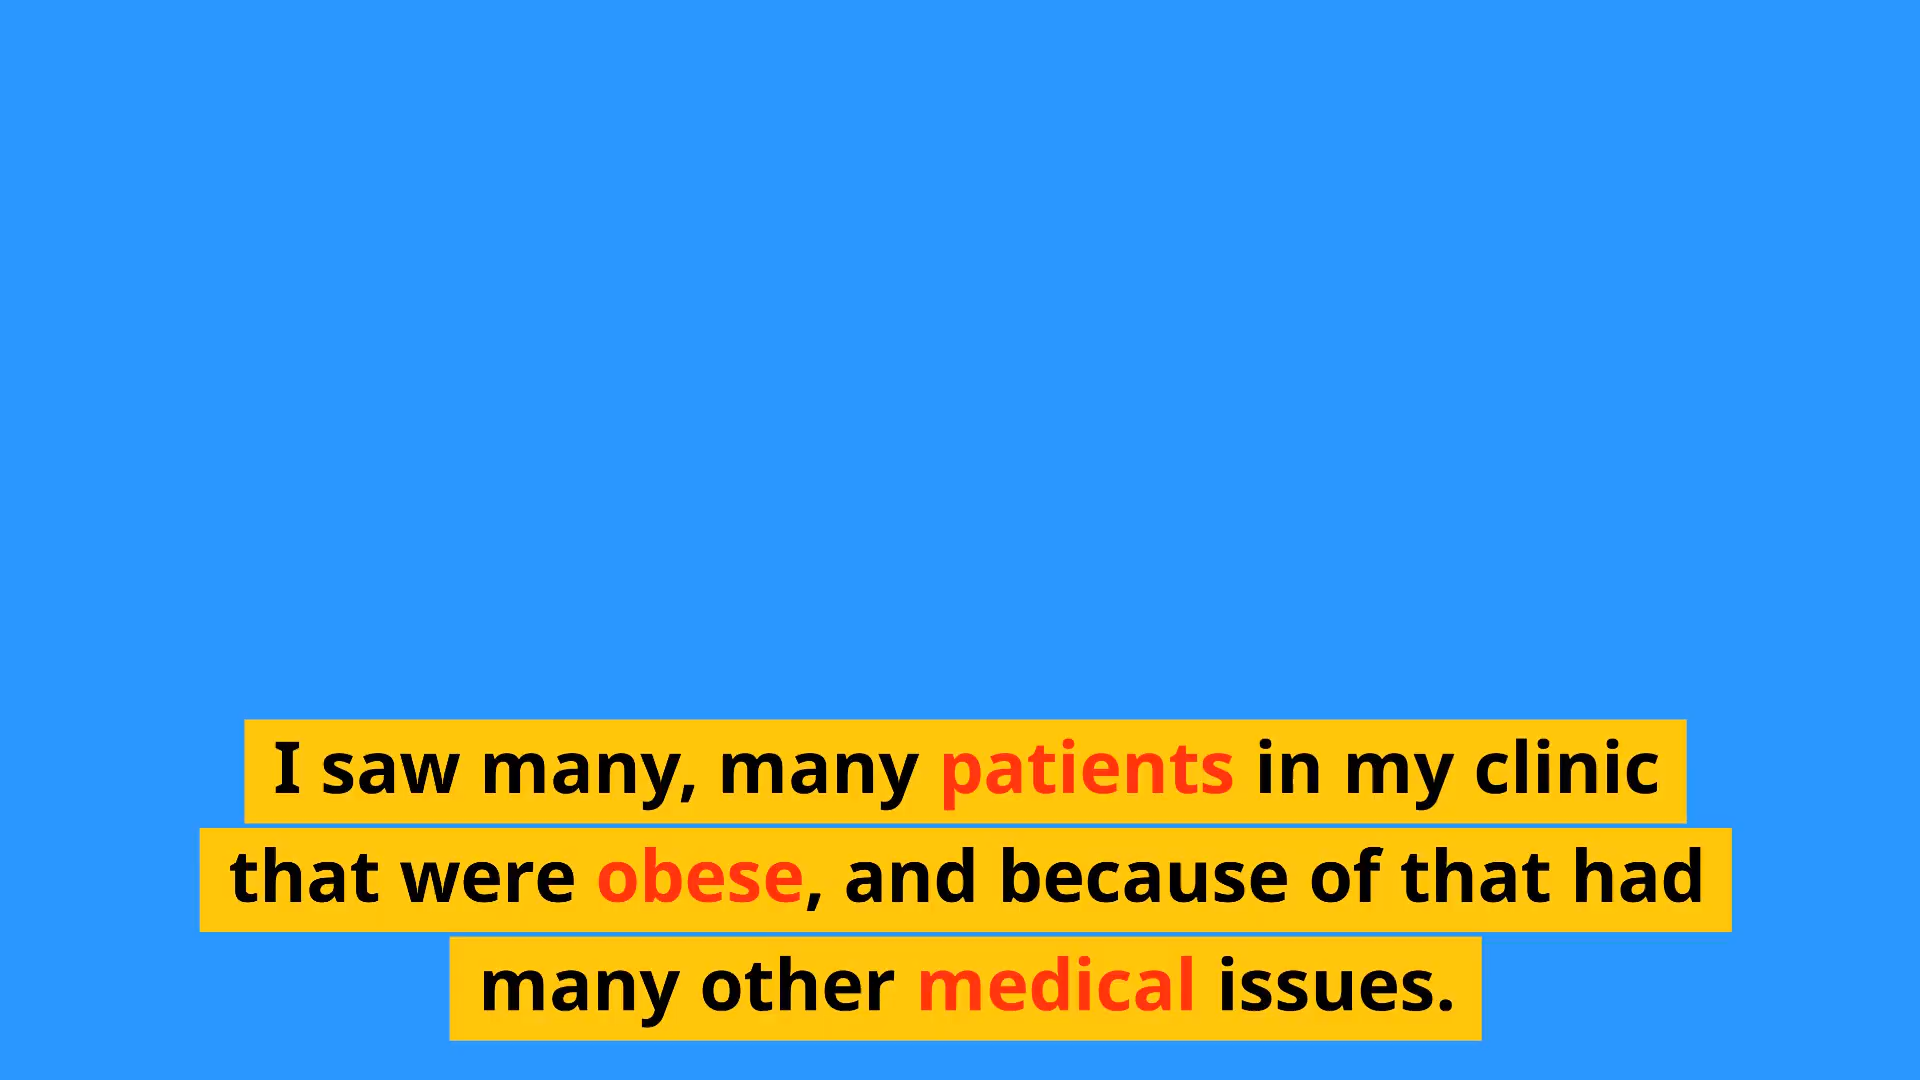 I saw many, many patients in my clinic
that were obese, and because of that had
many other medical issues.